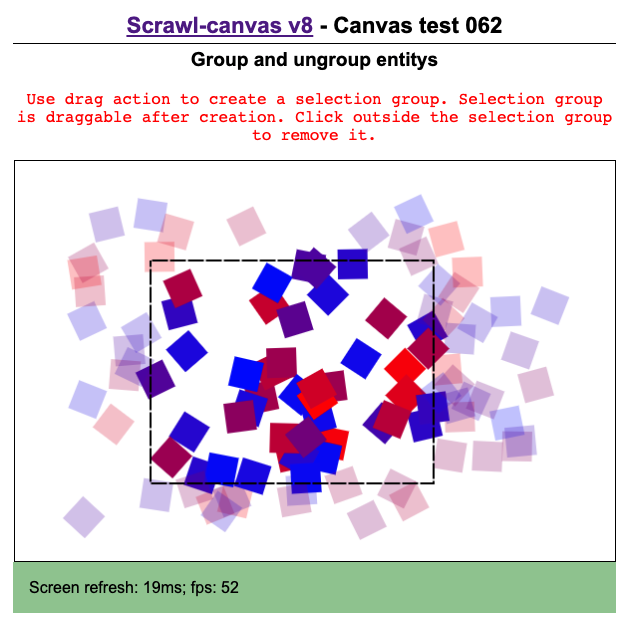 Scrawl-canvas v8 - Canvas test 062
Group and ungroup entitys
Use drag action to create a selection group. Selection group
is draggable after creation. Click outside the selection group
to remove it.
Screen refresh: 19ms; fps: 52